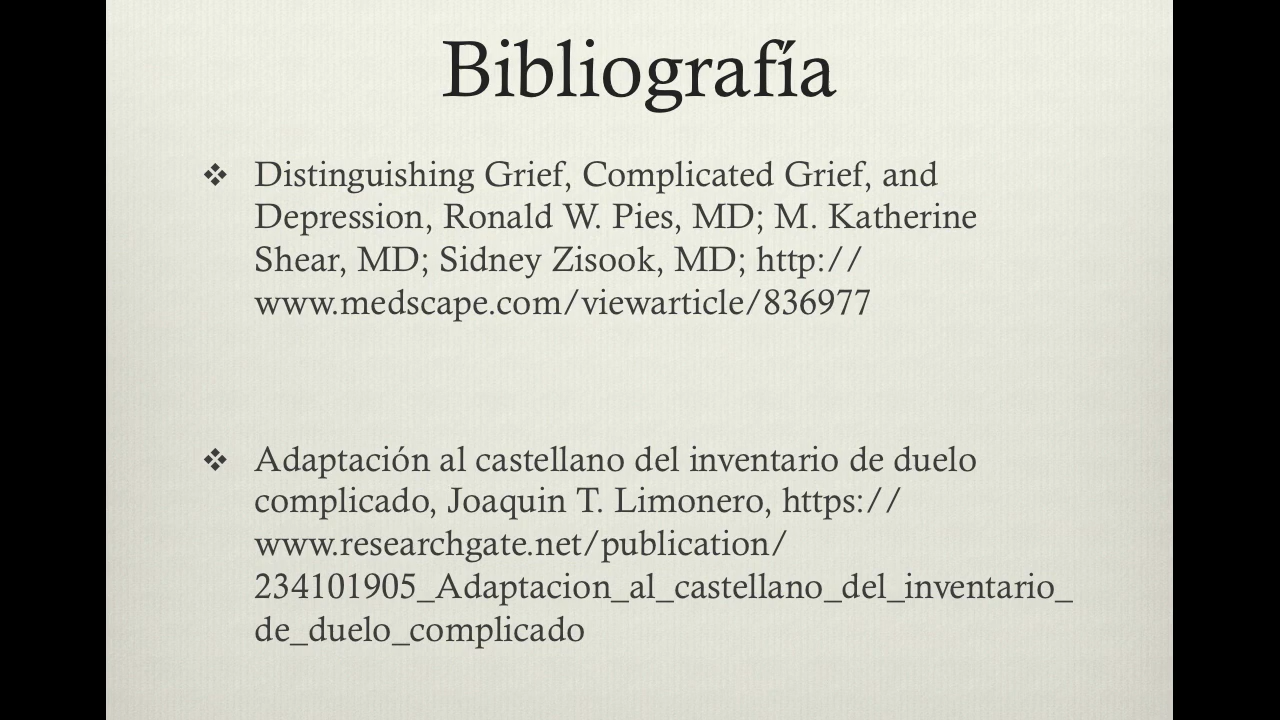 Bibliografía
❖ Distinguishing Grief, Complicated Grief, and
Depression, Ronald W. Pies, MD; M. Katherine
Shear, MD; Sidney Zisook, MD; http://
www.medscape.com/viewarticle/836977
❖ Adaptación al castellano del inventario de duelo
complicado, Joaquin T. Limonero, https://
www.researchgate.net/publication/
234101905_Adaptacion_al_castellano_del_inventario_
de_duelo_complicado